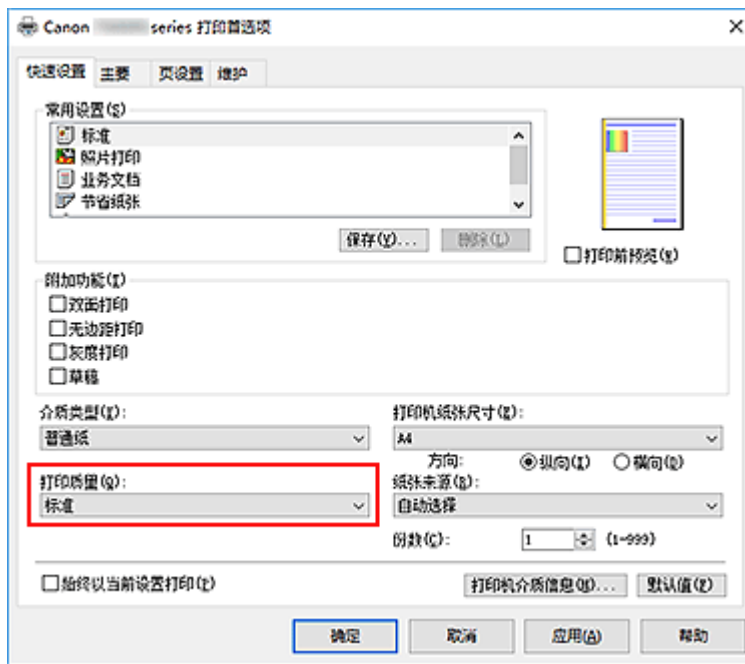 Canon series 打印首选项
快速设置 主要 页设置 维护
常用设置(S)
标准
照片打印
业务文档
节省纸张
保存(V)... 删除(L)
打印前预览(W)
附加功能(I)
双面打印
无边距打印
灰度打印
草稿
介质类型(X): 打印机纸张尺寸(Z):
普通纸 A4
方向: 纵向(I) 横向(D)
打印质量(Q): 纸张来源(B):
标准 自动选择
份数(C): 1 (1-999)
始终以当前设置打印(P)
打印机介质信息(M)... 默认值(F)
确定 取消 应用(A) 帮助